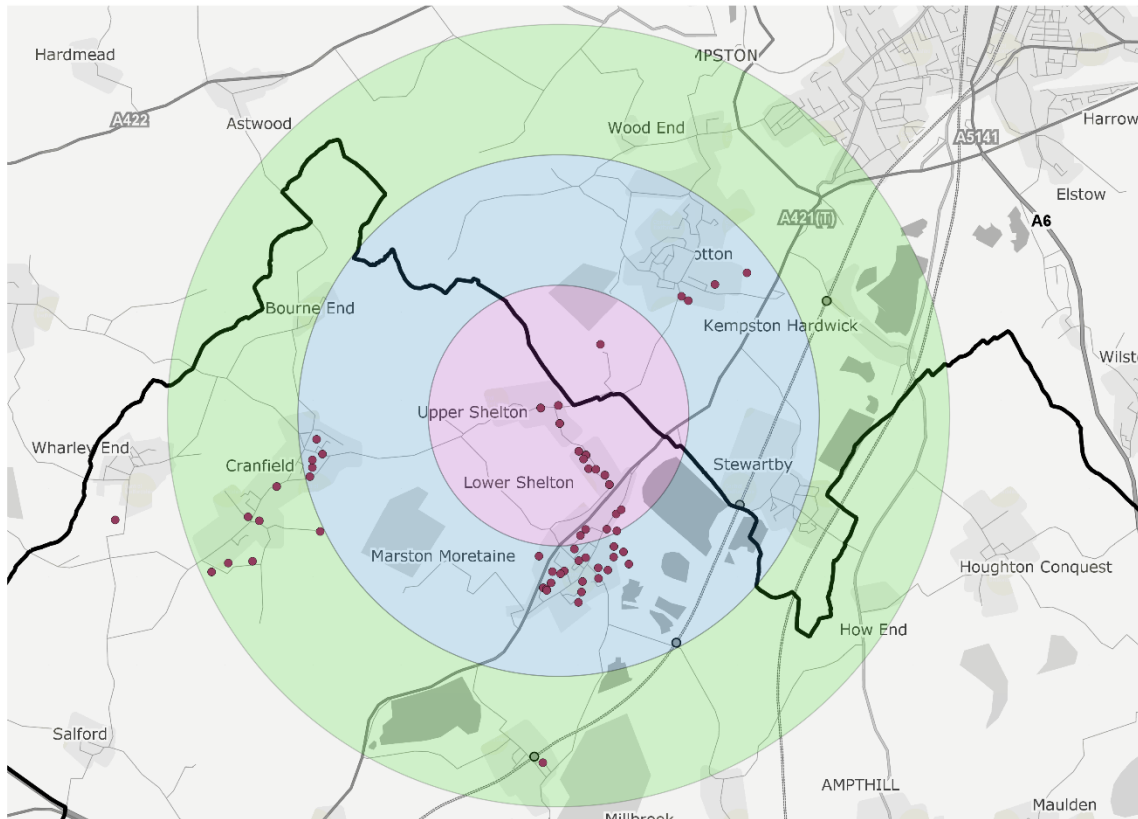 Hardmead
MPSTON
A422
Astwood
Wood End
Harrow
A5141
Elstow
A421(T)
A6
otton
Bourne End
Kempston Hardwick
Wilst
Upper Shelton
Wharley End
Cranfield
Stewartby
Lower Shelton
Marston Moretaine
Houghton Conquest
How End
Salford
AMPTHILL
Maulden
Millbrook